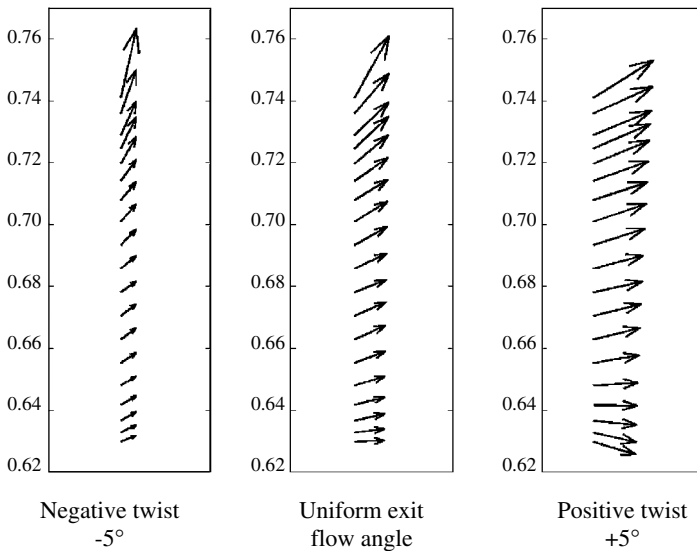 0.76 0.76 0.76
0.74 0.74 0.74
0.72 0.72 0.72
0.70 0.70 0.70
0.68 0.68 0.68
0.66 0.66 0.66
0.64 0.64 0.64
0.62 0.62 0.62
Negative twist Uniform exit Positive twist
-5° flow angle +5°